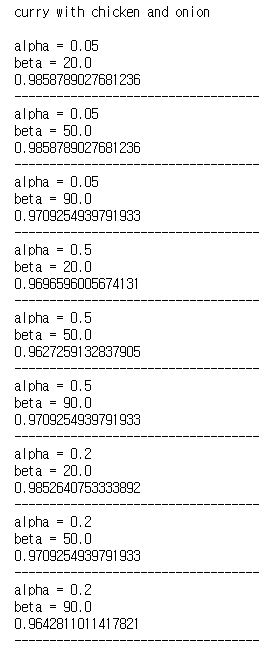 curry with chicken and onion
alpha = 0.05
beta = 20.0
0.9858789027681236
-----------------------------------
alpha = 0.05
beta = 50.0
0.9858789027681236
-----------------------------------
alpha = 0.05
beta = 90.0
0.9709254939791933
-----------------------------------
alpha = 0.5
beta = 20.0
0.9696596005674131
-----------------------------------
alpha = 0.5
beta = 50.0
0.9627259132837905
-----------------------------------
alpha = 0.5
beta = 90.0
0.9709254939791933
-----------------------------------
alpha = 0.2
beta = 20.0
0.9852640753333892
-----------------------------------
alpha = 0.2
beta = 50.0
0.9709254939791933
-----------------------------------
alpha = 0.2
beta = 90.0
0.9642811011417821
-----------------------------------